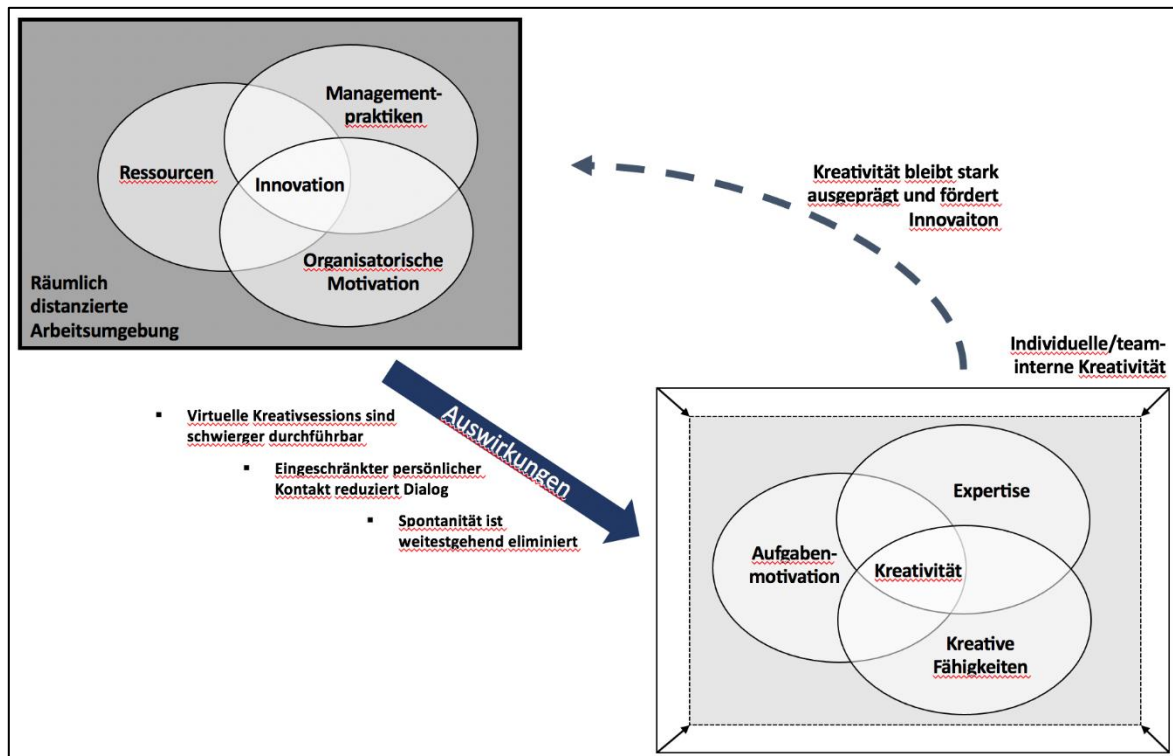 Management-
praktiken
Ressourcen
Innovation
Organisatorische
Motivation
Räumlich
distanzierte
Arbeitsumgebung
Kreativität bleibt stark
ausgeprägt und fördert
Innovaiton
Individuelle/team-
interne Kreativität
Auswirkungen
▪ Virtuelle Kreativsessions sind
schwierger durchführbar
▪ Eingeschränkter persönlicher
Kontakt reduziert Dialog
▪ Spontanität ist
weitestgehend eliminiert
Expertise
Aufgaben-
motivation
Kreativität
Kreative
Fähigkeiten